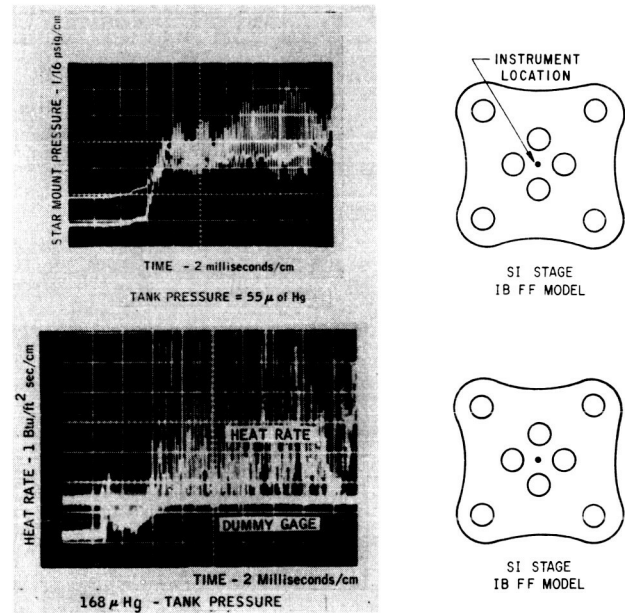 STAR MOUNT PRESSURE - 1/16 psig/cm
TIME - 2 milliseconds/cm
TANK PRESSURE = 55 μ of Hg
INSTRUMENT
LOCATION
SI STAGE
IB FF MODEL
HEAT RATE - 1 Btu/ft² sec/cm
HEAT RATE
DUMMY GAGE
TIME - 2 Milliseconds/cm
168 μ Hg - TANK PRESSURE
SI STAGE
IB FF MODEL